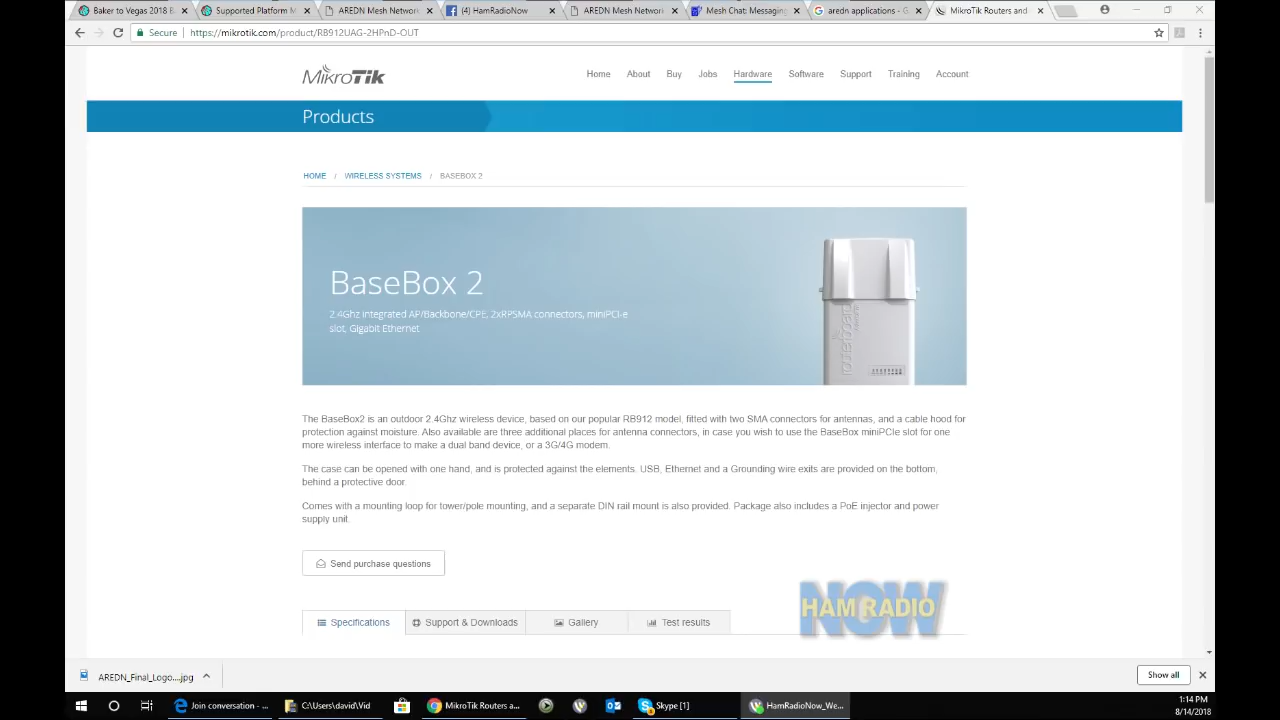 Baker to Vegas 2018 B
Supported Platform M
AREDN Mesh Network
(4) HamRadioNow
AREDN Mesh Network
Mesh Chat: Messaging
aredn applications - G
MikroTik Routers and
Secure
https://mikrotik.com/product/RB912UAG-2HPnD-OUT
MikroTik
Home
About
Buy
Jobs
Hardware
Software
Support
Training
Account
Products
HOME / WIRELESS SYSTEMS / BASEBOX 2
BaseBox 2
2.4Ghz integrated AP/Backbone/CPE, 2xRPSMA connectors, miniPCI-e
slot, Gigabit Ethernet
routerboard
The BaseBox2 is an outdoor 2.4Ghz wireless device, based on our popular RB912 model, fitted with two SMA connectors for antennas, and a cable hood for
protection against moisture. Also available are three additional places for antenna connectors, in case you wish to use the BaseBox miniPCIe slot for one
more wireless interface to make a dual band device, or a 3G/4G modem.
The case can be opened with one hand, and is protected against the elements. USB, Ethernet and a Grounding wire exits are provided on the bottom,
behind a protective door.
Comes with a mounting loop for tower/pole mounting, and a separate DIN rail mount is also provided. Package also includes a PoE injector and power
supply unit.
Send purchase questions
HAM RADIO
NOW
Specifications
Support & Downloads
Gallery
Test results
AREDN_Final_Logo....jpg
Show all
Join conversation - ...
C:\Users\david\Vid
MikroTik Routers a...
Skype [1]
HamRadioNow_We...
1:14 PM
8/14/2018